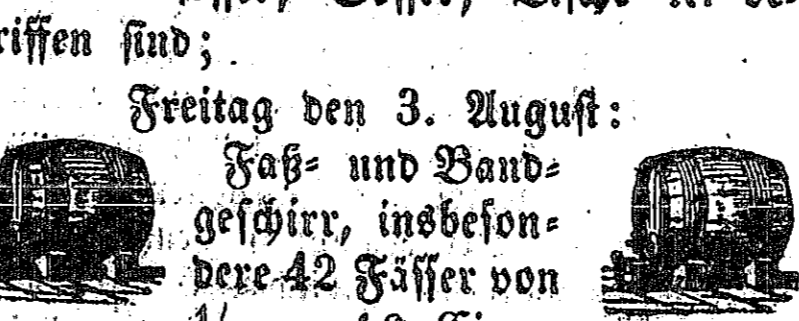 riffen sind;
Freitag den 3. August:
Faß= und Band=
geschirr, insbeson=
dere 42 Fässer von